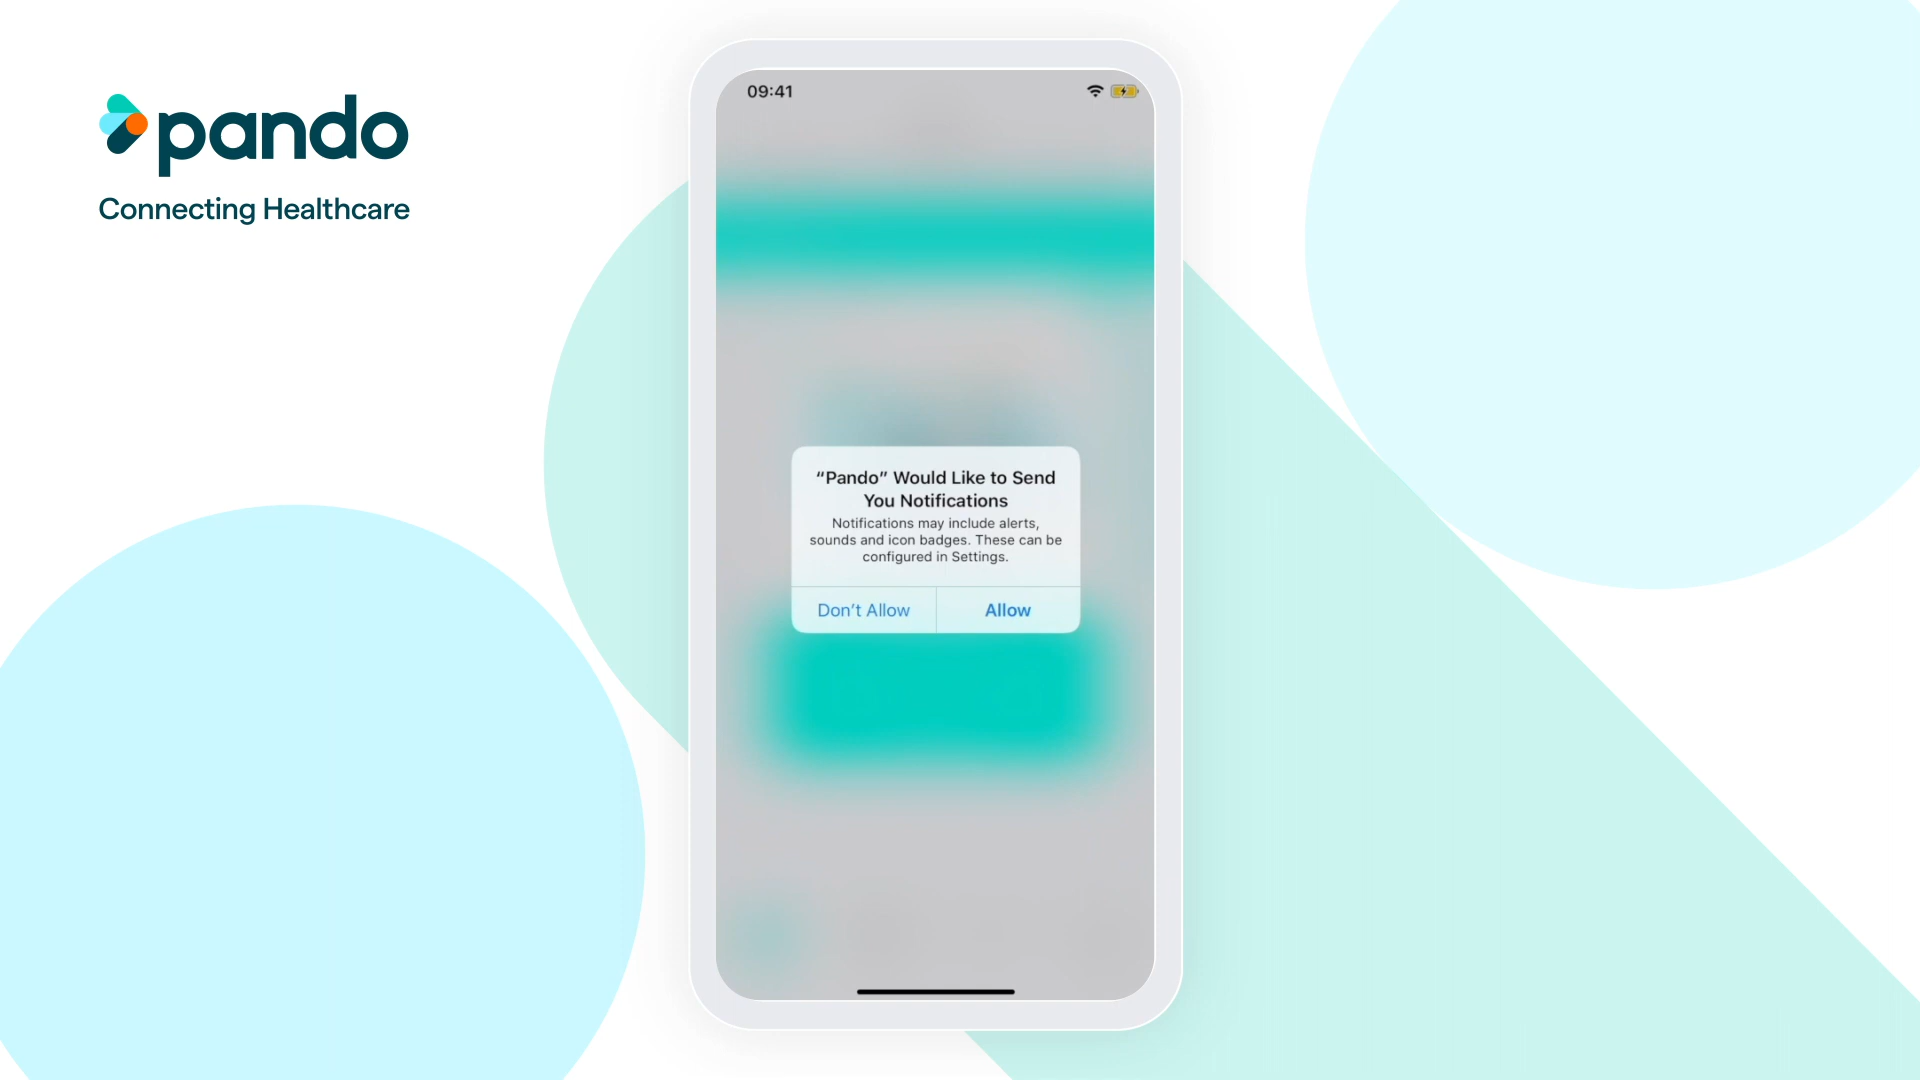 pando
Connecting Healthcare
09:41
“Pando” Would Like to Send
You Notifications
Notifications may include alerts,
sounds and icon badges. These can be
configured in Settings.
Don’t Allow
Allow